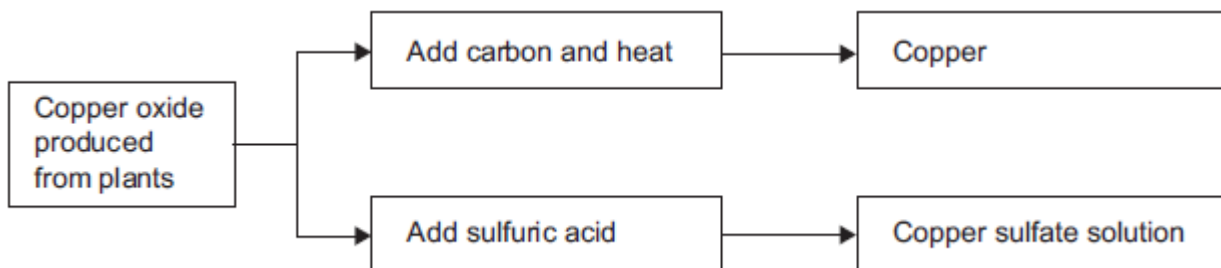 Copper oxide
produced
from plants
Add carbon and heat
Copper
Add sulfuric acid
Copper sulfate solution